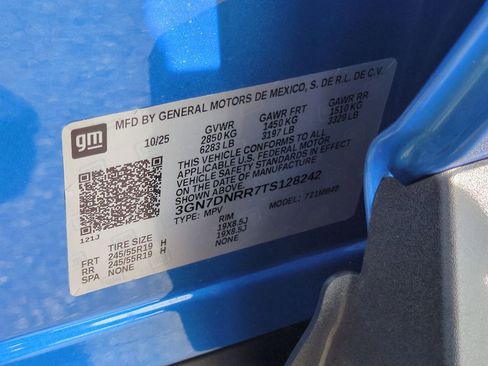 MFD BY GENERAL MOTORS DE MEXICO, S. DE R.L. DE C.V.
gm
10/25
GVWR GAWR FRT GAWR RR
2850 KG 1450 KG 1510 KG
6283 LB 3197 LB 3329 LB
THIS VEHICLE CONFORMS TO ALL
APPLICABLE U.S. FEDERAL MOTOR
VEHICLE SAFETY STANDARDS IN EFFECT
ON THE DATE OF MANUFACTURE
SHOWN ABOVE.
3GN7DNRR7TS128242
TYPE: MPV MODEL:
121J
TIRE SIZE RIM
FRT 245/55R19 H 19X8.5J
RR 245/55R19 H 19X8.5J
SPA NONE NONE